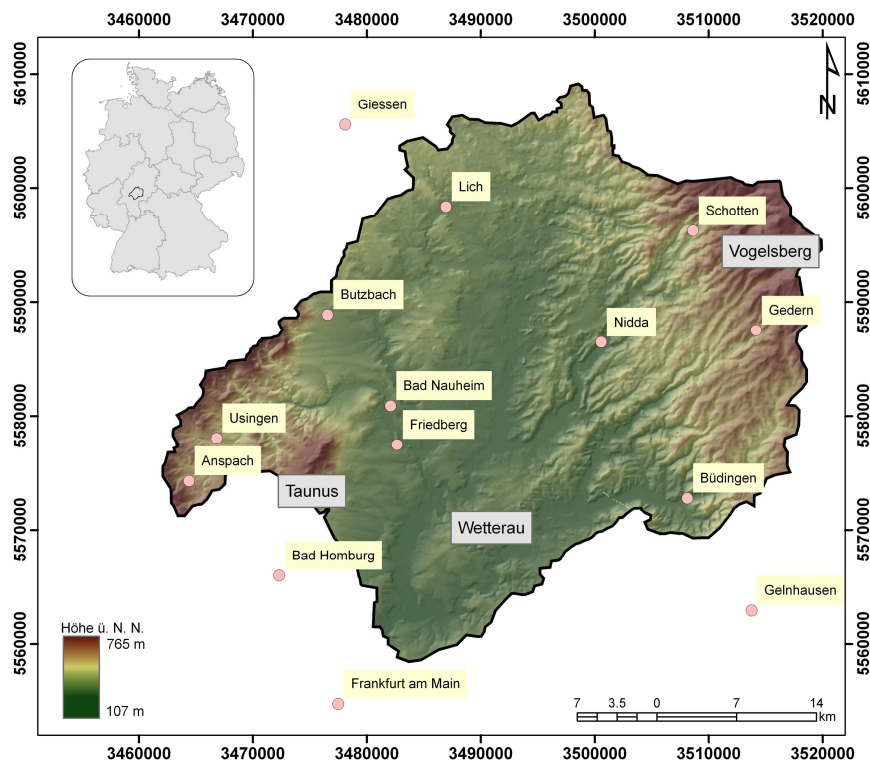 3460000 3470000 3480000 3490000 3500000 3510000 3520000
5610000
5610000
N
Giessen
5600000
5600000
Lich
Schotten
Vogelsberg
5590000
5590000
Butzbach
Gedern
Nidda
Bad Nauheim
5580000
5580000
Usingen
Friedberg
Anspach
Büdingen
Taunus
Wetterau
5570000
5570000
Bad Homburg
Gelnhausen
5560000
5560000
Höhe ü. N. N.
765 m
107 m
Frankfurt am Main
7 3.5 0 7 14
km
3460000 3470000 3480000 3490000 3500000 3510000 3520000